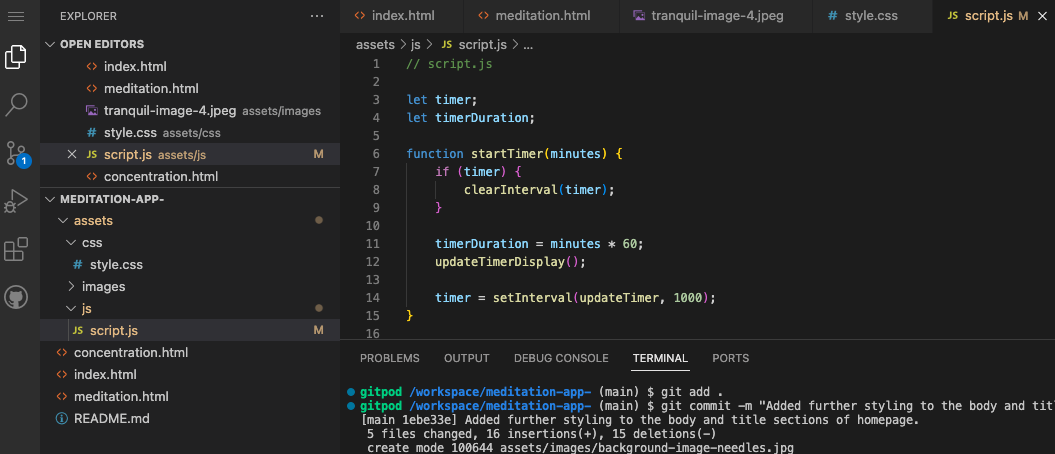 EXPLORER
OPEN EDITORS
index.html
meditation.html
tranquil-image-4.jpeg assets/images
# style.css assets/css
JS script.js assets/js M
concentration.html
1
MEDITATION-APP-
assets
css
# style.css
images
js
JS script.js M
concentration.html
index.html
meditation.html
README.md
index.html meditation.html tranquil-image-4.jpeg # style.css JS script.js M
assets > js > JS script.js > ...
1 // script.js
2
3 let timer;
4 let timerDuration;
5
6 function startTimer(minutes) {
7 if (timer) {
8 clearInterval(timer);
9 }
10
11 timerDuration = minutes * 60;
12 updateTimerDisplay();
13
14 timer = setInterval(updateTimer, 1000);
15 }
16
PROBLEMS OUTPUT DEBUG CONSOLE TERMINAL PORTS
gitpod /workspace/meditation-app- (main) $ git add .
gitpod /workspace/meditation-app- (main) $ git commit -m "Added further styling to the body and titl
[main 1ebe33e] Added further styling to the body and title sections of homepage.
5 files changed, 16 insertions(+), 15 deletions(-)
create mode 100644 assets/images/background-image-needles.jpg